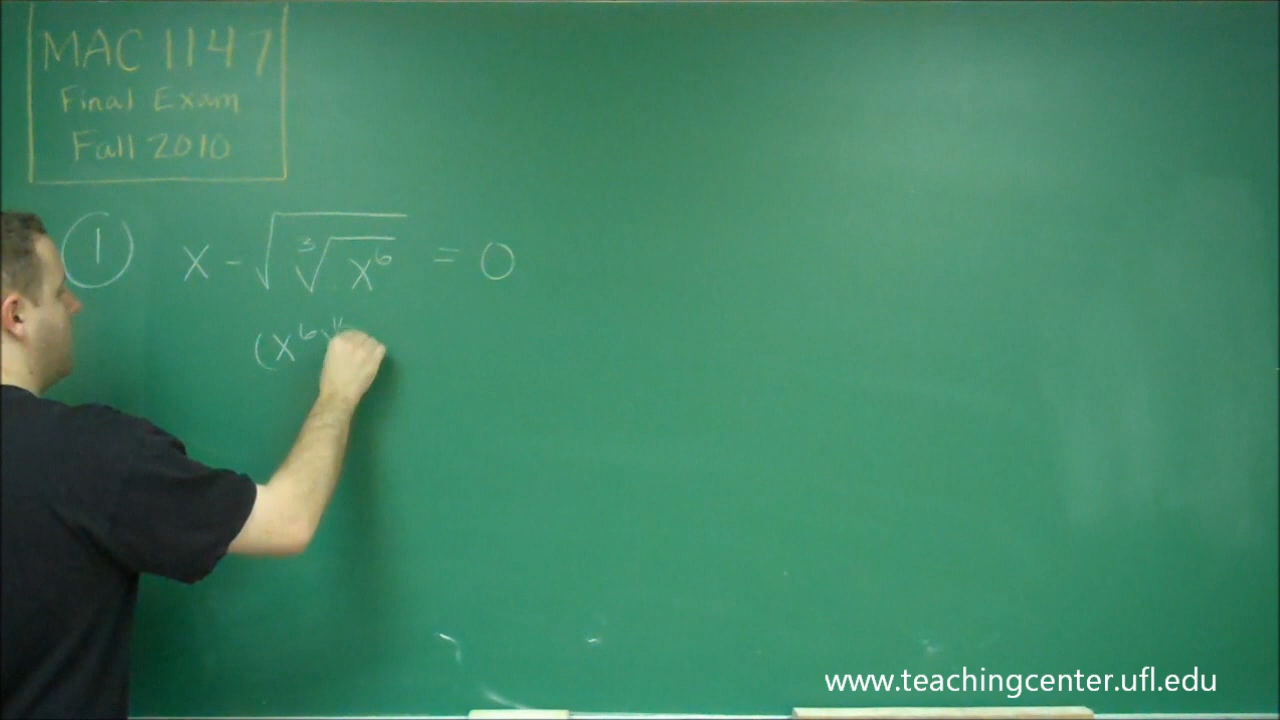 MAC 1147
Final Exam
Fall 2010
① x - √(∛(x⁶)) = 0
(x⁶)
www.teachingcenter.ufl.edu